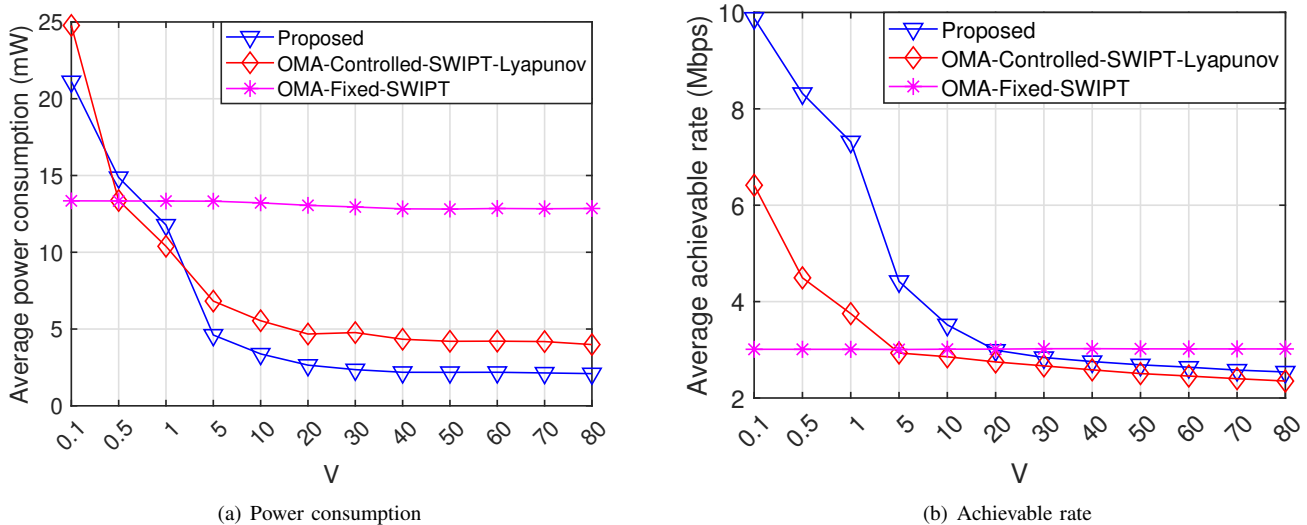 Average power consumption (mW)
25
20
15
10
5
0
Proposed
OMA-Controlled-SWIPT-Lyapunov
OMA-Fixed-SWIPT
0.1 0.5 1 5 10 20 30 40 50 60 70 80
V
(a) Power consumption
Average achievable rate (Mbps)
10
8
6
4
2
Proposed
OMA-Controlled-SWIPT-Lyapunov
OMA-Fixed-SWIPT
0.1 0.5 1 5 10 20 30 40 50 60 70 80
V
(b) Achievable rate